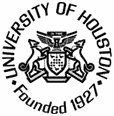 UNIVERSITY OF HOUSTON
• Founded 1927 •